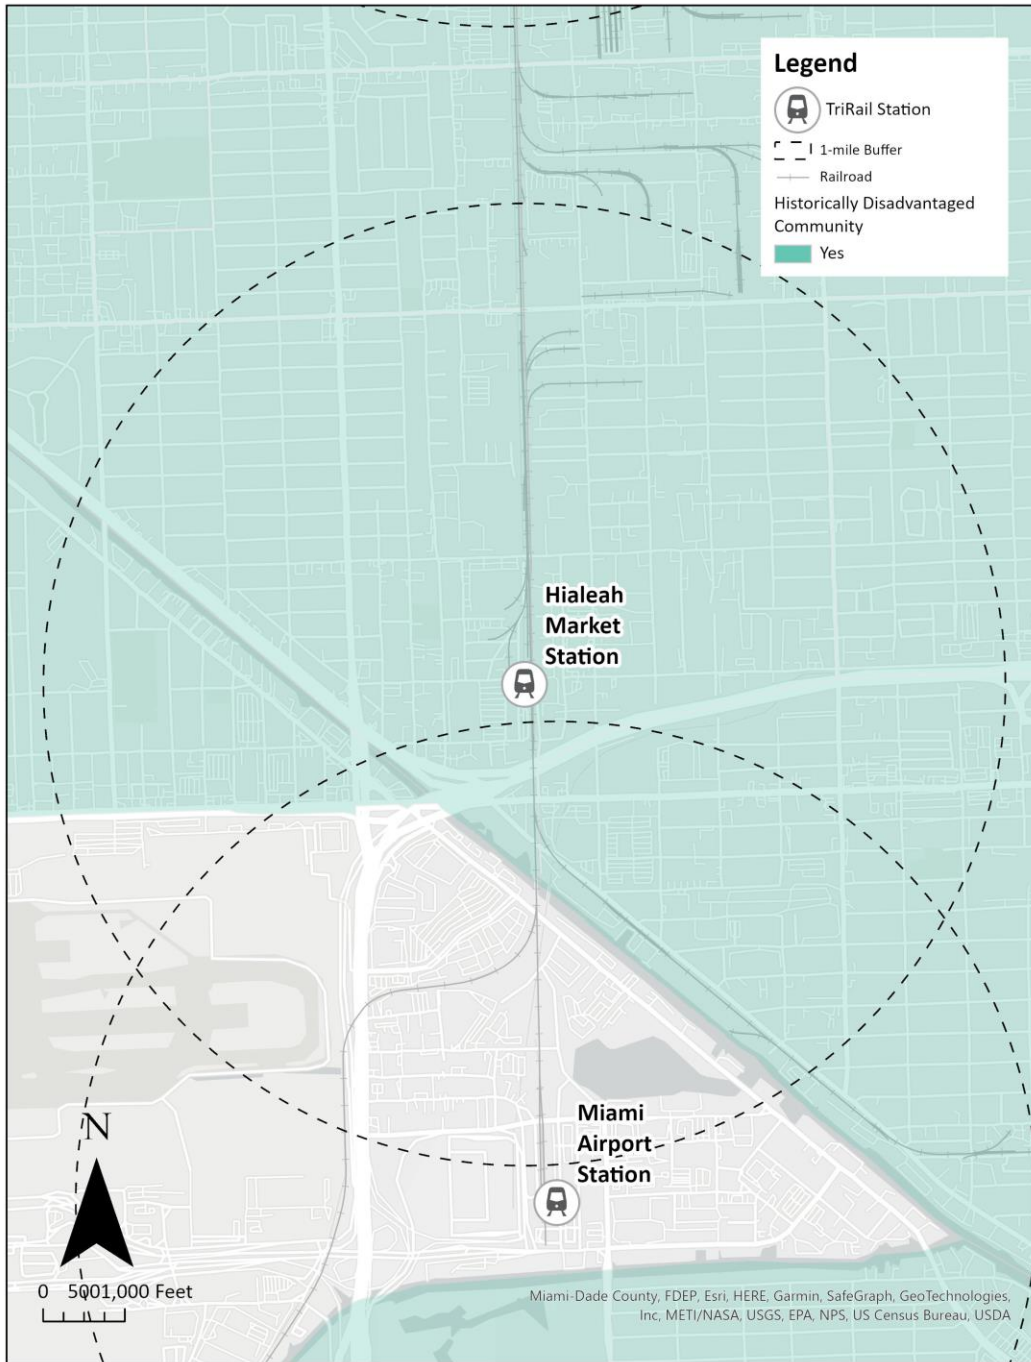 Legend
TriRail Station
1-mile Buffer
Railroad
Historically Disadvantaged
Community
Yes
Hialeah
Market
Station
Miami
Airport
Station
N
0 5001,000 Feet
Miami-Dade County, FDEP, Esri, HERE, Garmin, SafeGraph, GeoTechnologies,
Inc, METI/NASA, USGS, EPA, NPS, US Census Bureau, USDA